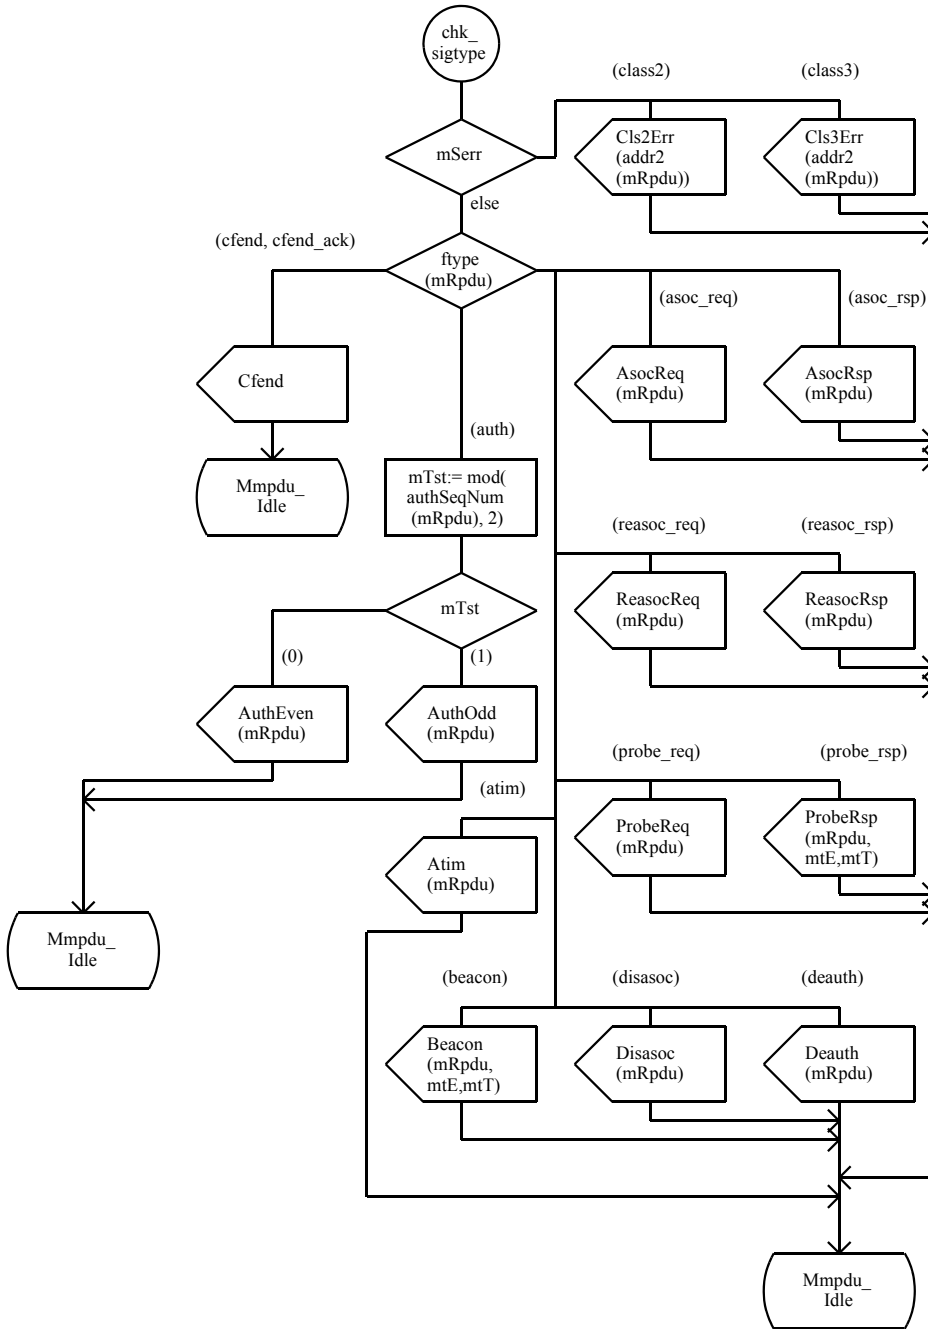 chk_
sigtype
(class2)
(class3)
mSerr
Cls2Err
(addr2
(mRpdu))
Cls3Err
(addr2
(mRpdu))
else
(cfend, cfend_ack)
ftype
(mRpdu)
(asoc_req)
(asoc_rsp)
Cfend
AsocReq
(mRpdu)
AsocRsp
(mRpdu)
(auth)
Mmpdu_
Idle
mTst:= mod(
authSeqNum
(mRpdu), 2)
(reasoc_req)
(reasoc_rsp)
mTst
ReasocReq
(mRpdu)
ReasocRsp
(mRpdu)
(0)
(1)
AuthEven
(mRpdu)
AuthOdd
(mRpdu)
(probe_req)
(probe_rsp)
(atim)
ProbeReq
(mRpdu)
ProbeRsp
(mRpdu,
mtE,mtT)
Atim
(mRpdu)
Mmpdu_
Idle
(beacon)
(disasoc)
(deauth)
Beacon
(mRpdu,
mtE,mtT)
Disasoc
(mRpdu)
Deauth
(mRpdu)
Mmpdu_
Idle